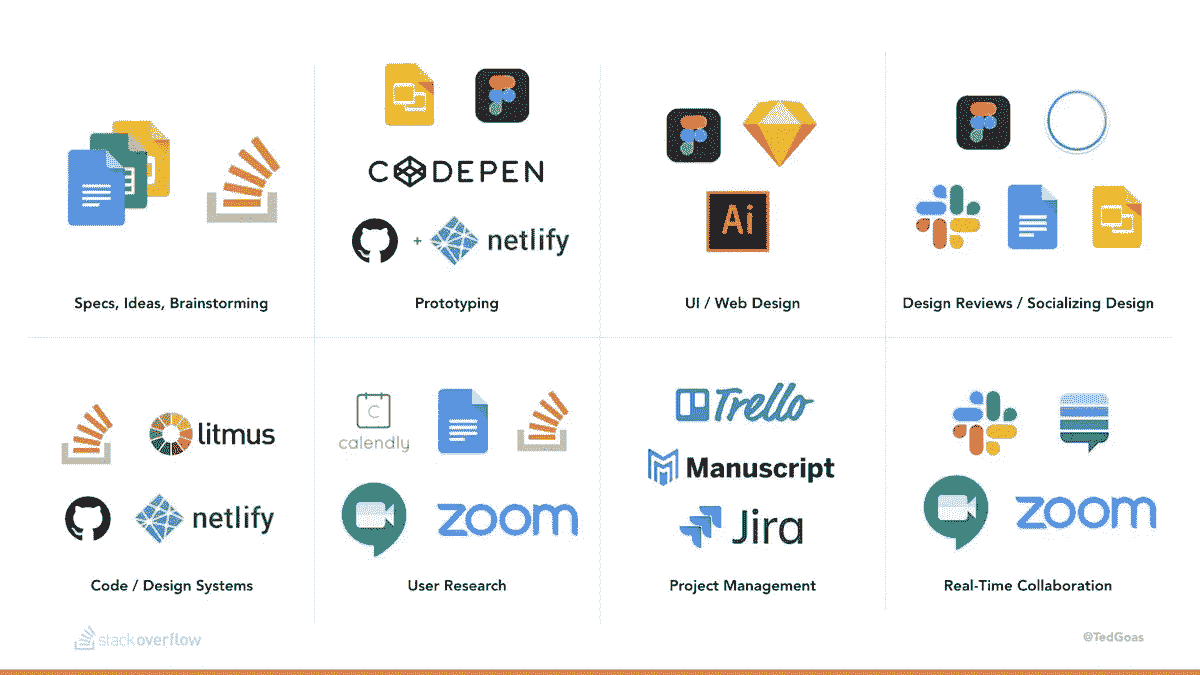 CODEPEN
+ netlify
Ai
Specs, Ideas, Brainstorming
Prototyping
UI / Web Design
Design Reviews / Socializing Design
litmus
netlify
C
calendly
zoom
Trello
Manuscript
Jira
zoom
Code / Design Systems
User Research
Project Management
Real-Time Collaboration
stackoverflow
@TedGoas